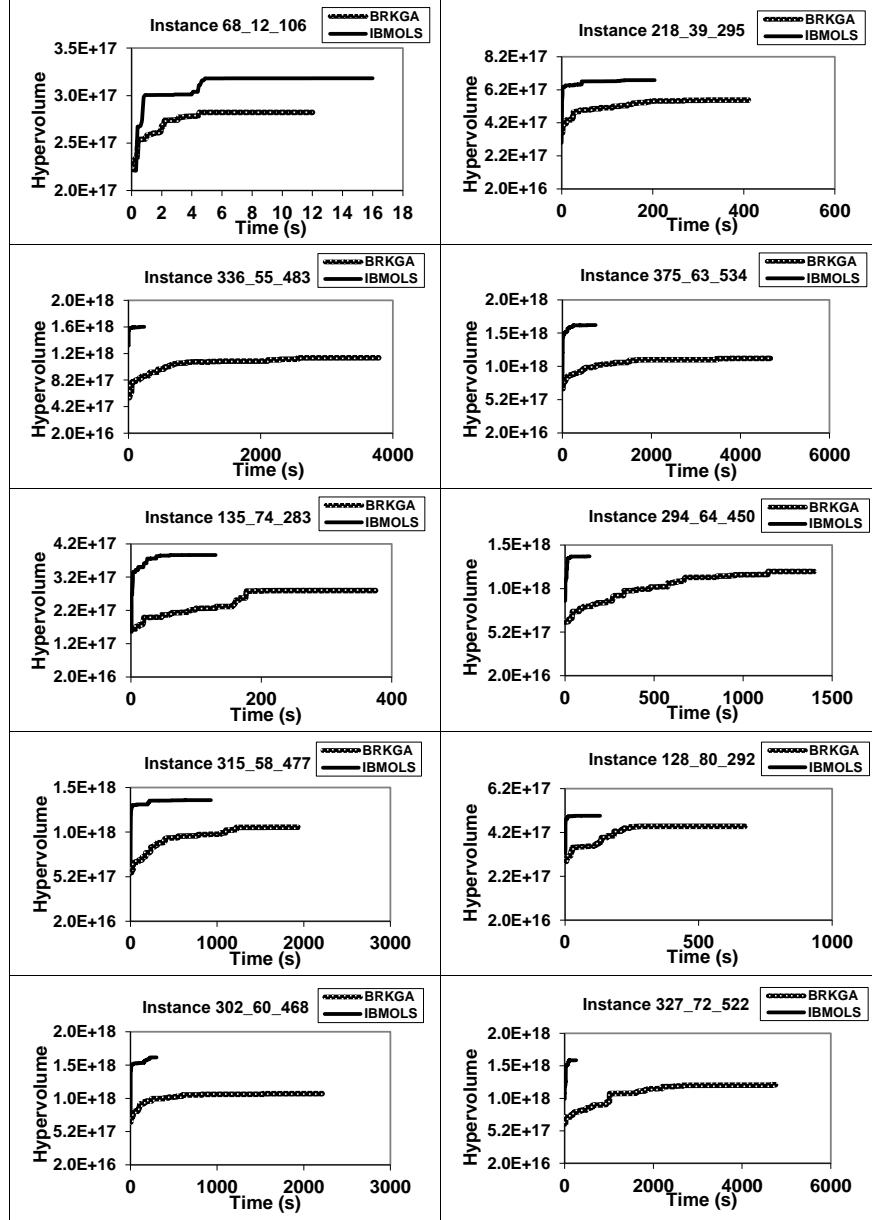 Instance 68_12_106
BRKGA
IBMOLS
Hypervolume
3.5E+17
3.0E+17
2.5E+17
2.0E+17
0 2 4 6 8 10 12 14 16 18
Time (s)
Instance 218_39_295
BRKGA
IBMOLS
Hypervolume
8.2E+17
6.2E+17
4.2E+17
2.2E+17
2.0E+16
0 200 400 600
Time (s)
Instance 336_55_483
BRKGA
IBMOLS
Hypervolume
2.0E+18
1.6E+18
1.2E+18
8.2E+17
4.2E+17
2.0E+16
0 2000 4000
Time (s)
Instance 375_63_534
BRKGA
IBMOLS
Hypervolume
2.0E+18
1.5E+18
1.0E+18
5.2E+17
2.0E+16
0 2000 4000 6000
Time (s)
Instance 135_74_283
BRKGA
IBMOLS
Hypervolume
4.2E+17
3.2E+17
2.2E+17
1.2E+17
2.0E+16
0 200 400
Time (s)
Instance 294_64_450
BRKGA
IBMOLS
Hypervolume
1.5E+18
1.0E+18
5.2E+17
2.0E+16
0 500 1000 1500
Time (s)
Instance 315_58_477
BRKGA
IBMOLS
Hypervolume
1.5E+18
1.0E+18
5.2E+17
2.0E+16
0 1000 2000 3000
Time (s)
Instance 128_80_292
BRKGA
IBMOLS
Hypervolume
6.2E+17
4.2E+17
2.2E+17
2.0E+16
0 500 1000
Time (s)
Instance 302_60_468
BRKGA
IBMOLS
Hypervolume
2.0E+18
1.5E+18
1.0E+18
5.2E+17
2.0E+16
0 1000 2000 3000
Time (s)
Instance 327_72_522
BRKGA
IBMOLS
Hypervolume
2.0E+18
1.5E+18
1.0E+18
5.2E+17
2.0E+16
0 2000 4000 6000
Time (s)